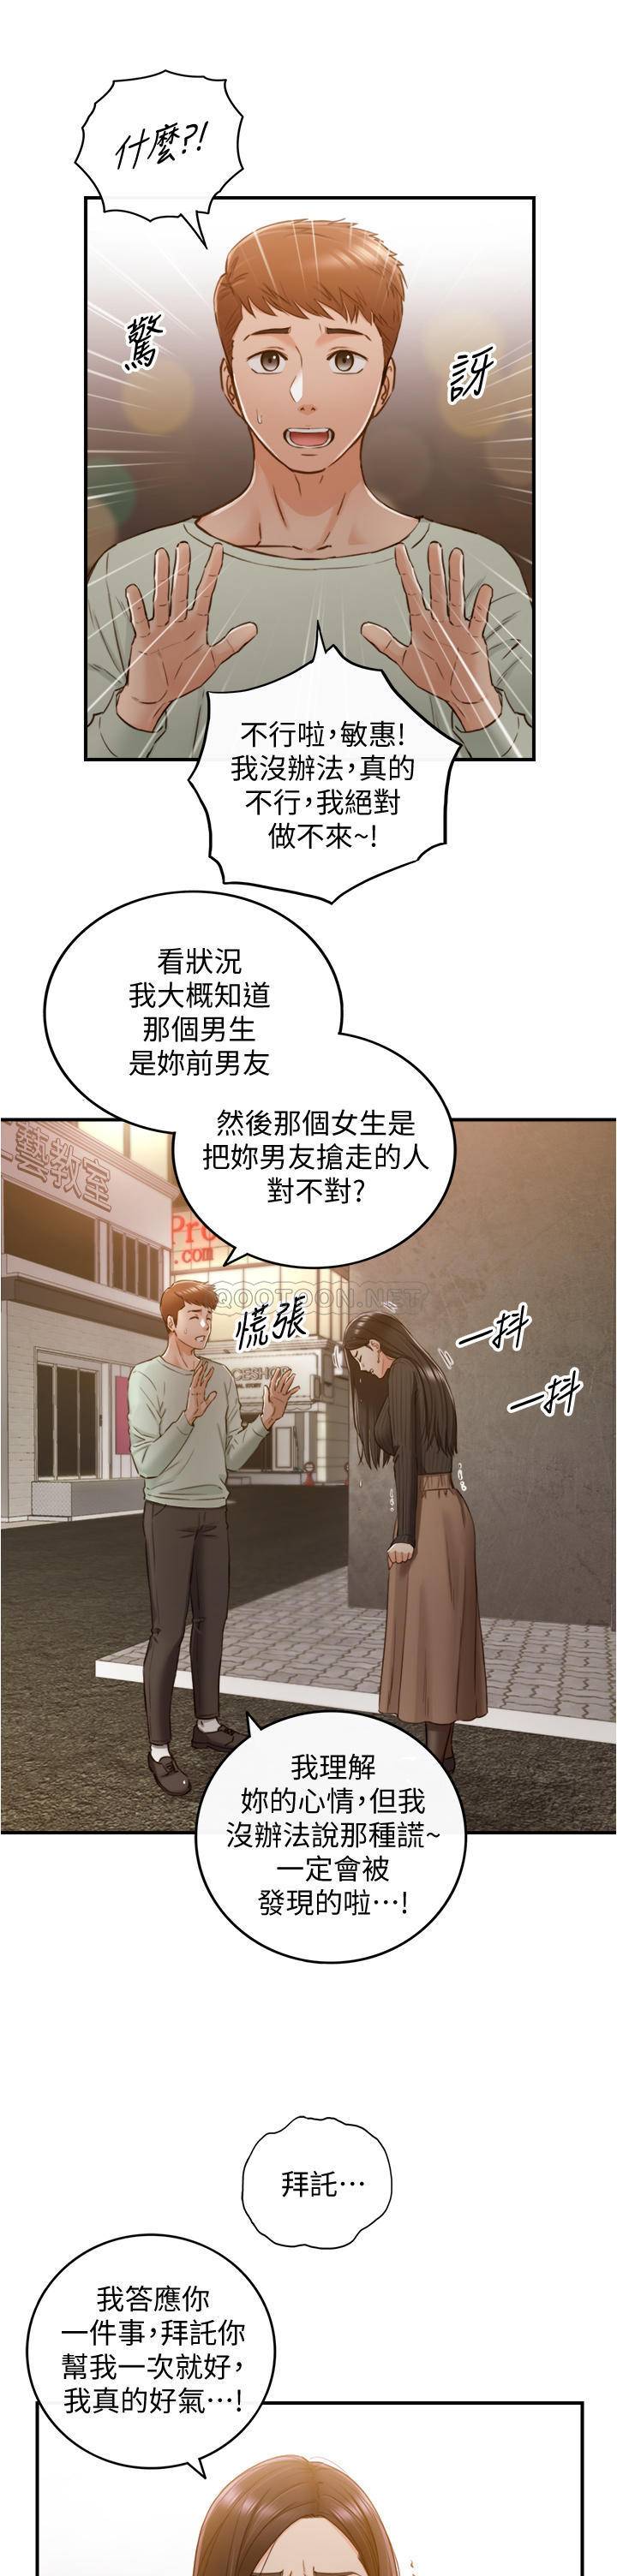 什麼?!
驚
訝
不行啦，敏惠!
我沒辦法，真的
不行，我絕對
做不來~!
看狀況
我大概知道
那個男生
是妳前男友
然後那個女生是
把妳男友搶走的人
對不對?
藝教室
Pro
.com
QOOTOON.NET
慌張
一抖
一抖
我理解
妳的心情，但我
沒辦法說那種謊~
一定會被
發現的啦…!
拜託…
我答應你
一件事，拜託你
幫我一次就好，
我真的好氣…!